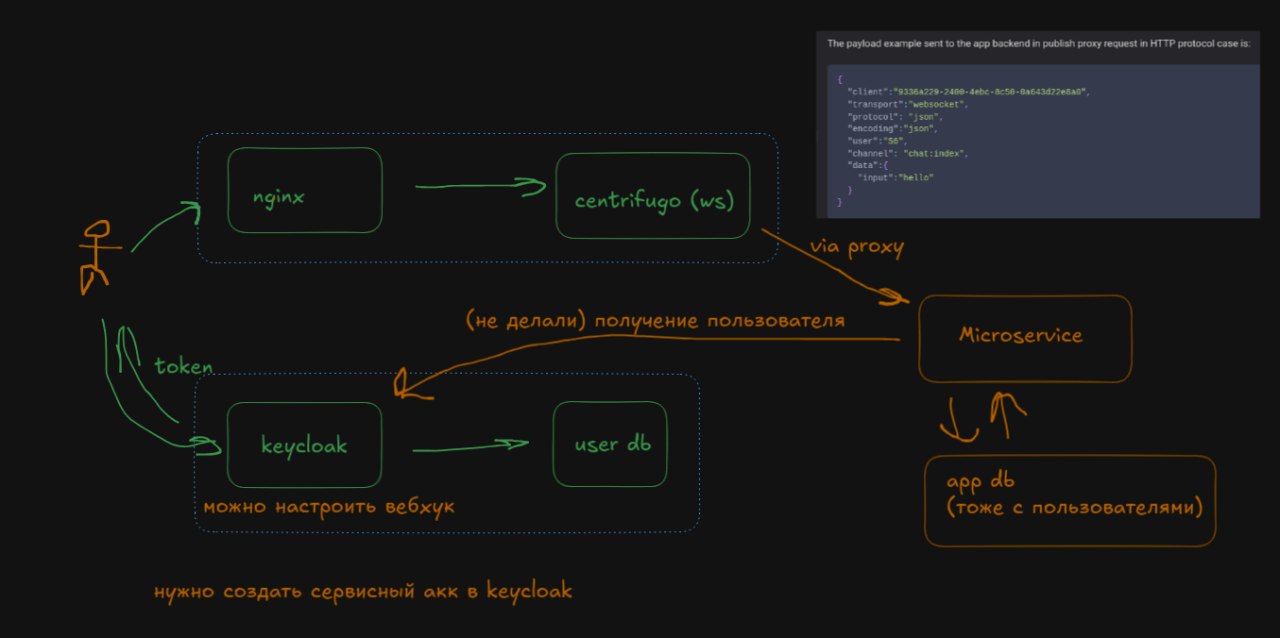 The payload example sent to the app backend in publish proxy request in HTTP protocol case is:
{
"client":"9336a229-2400-4ebc-8c50-0a643d22e8a0",
"transport":"websocket",
"protocol": "json",
"encoding":"json",
"user":"56",
"channel": "chat:index",
"data":{
"input":"hello"
}
}
nginx
centrifugo (ws)
via proxy
(не делали) получение пользователя
Microservice
token
keycloak
user db
можно настроить вебхук
app db
(тоже с пользователями)
нужно создать сервисный акк в keycloak